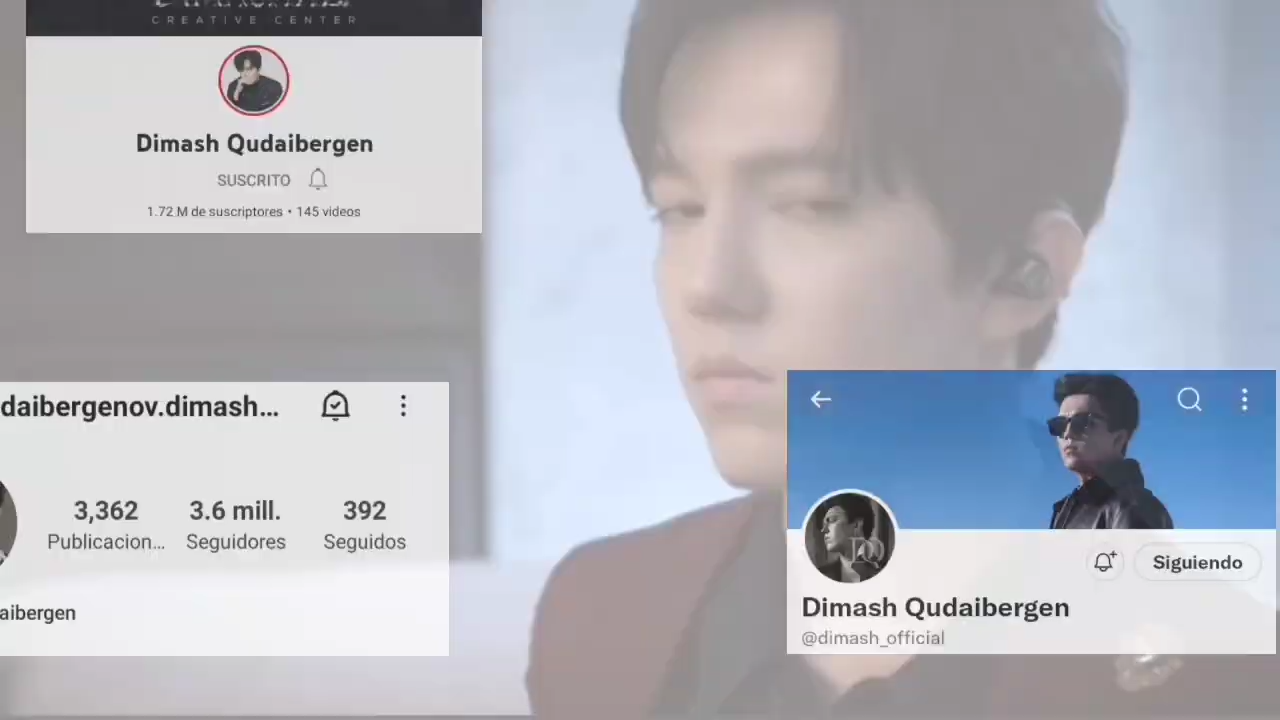 CREATIVE CENTER
Dimash Qudaibergen
SUSCRITO
1.72 M de suscriptores • 145 videos
daibergenov.dimash...
3,362
3.6 mill.
392
Publicacion...
Seguidores
Seguidos
aibergen
DQ
Siguiendo
Dimash Qudaibergen
@dimash_official